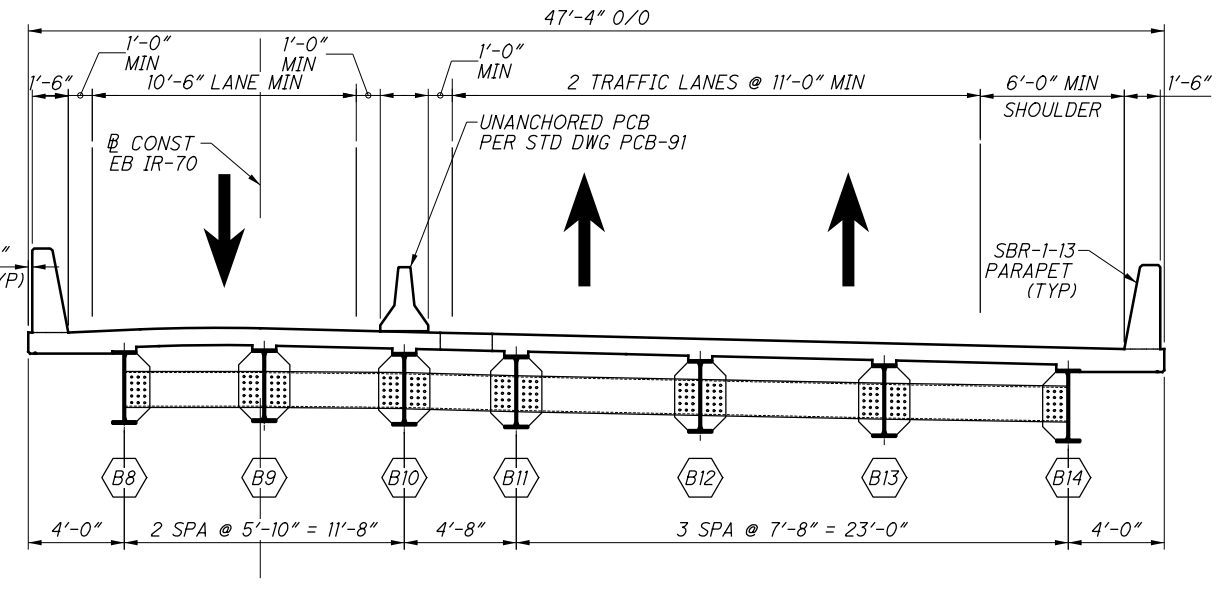 47'-4" O/O
1'-0"
MIN
1'-0"
MIN
1'-0"
MIN
1'-6"
10'-6" LANE MIN
2 TRAFFIC LANES @ 11'-0" MIN
6'-0" MIN
SHOULDER
1'-6"
UNANCHORED PCB
PER STD DWG PCB-91
CONST
EB IR-70
"
YP)
SBR-1-13
PARAPET
(TYP)
B8
B9
B10
B11
B12
B13
B14
4'-0"
2 SPA @ 5'-10" = 11'-8"
4'-8"
3 SPA @ 7'-8" = 23'-0"
4'-0"